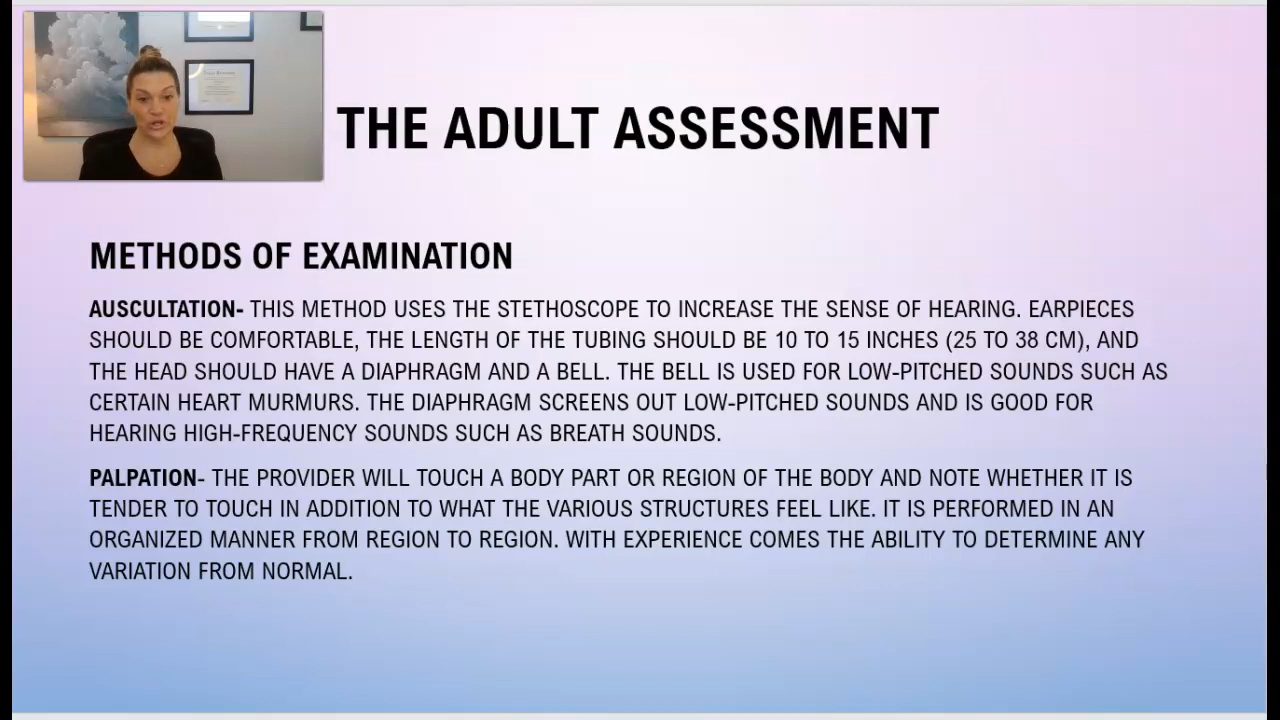 THE ADULT ASSESSMENT
METHODS OF EXAMINATION
AUSCULTATION- THIS METHOD USES THE STETHOSCOPE TO INCREASE THE SENSE OF HEARING. EARPIECES
SHOULD BE COMFORTABLE, THE LENGTH OF THE TUBING SHOULD BE 10 TO 15 INCHES (25 TO 38 CM), AND
THE HEAD SHOULD HAVE A DIAPHRAGM AND A BELL. THE BELL IS USED FOR LOW-PITCHED SOUNDS SUCH AS
CERTAIN HEART MURMURS. THE DIAPHRAGM SCREENS OUT LOW-PITCHED SOUNDS AND IS GOOD FOR
HEARING HIGH-FREQUENCY SOUNDS SUCH AS BREATH SOUNDS.
PALPATION- THE PROVIDER WILL TOUCH A BODY PART OR REGION OF THE BODY AND NOTE WHETHER IT IS
TENDER TO TOUCH IN ADDITION TO WHAT THE VARIOUS STRUCTURES FEEL LIKE. IT IS PERFORMED IN AN
ORGANIZED MANNER FROM REGION TO REGION. WITH EXPERIENCE COMES THE ABILITY TO DETERMINE ANY
VARIATION FROM NORMAL.